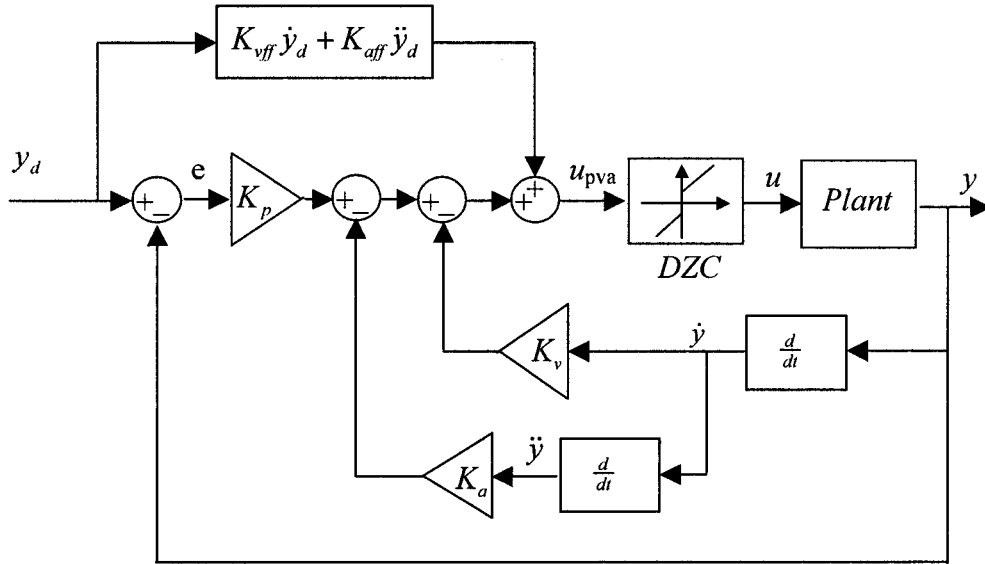 K_vff ẏ_d + K_aff ÿ_d
y_d
+
−
e
K_p
+
−
+
−
+
+
u_pva
DZC
u
Plant
y
K_v
ẏ
d/dt
K_a
ÿ
d/dt